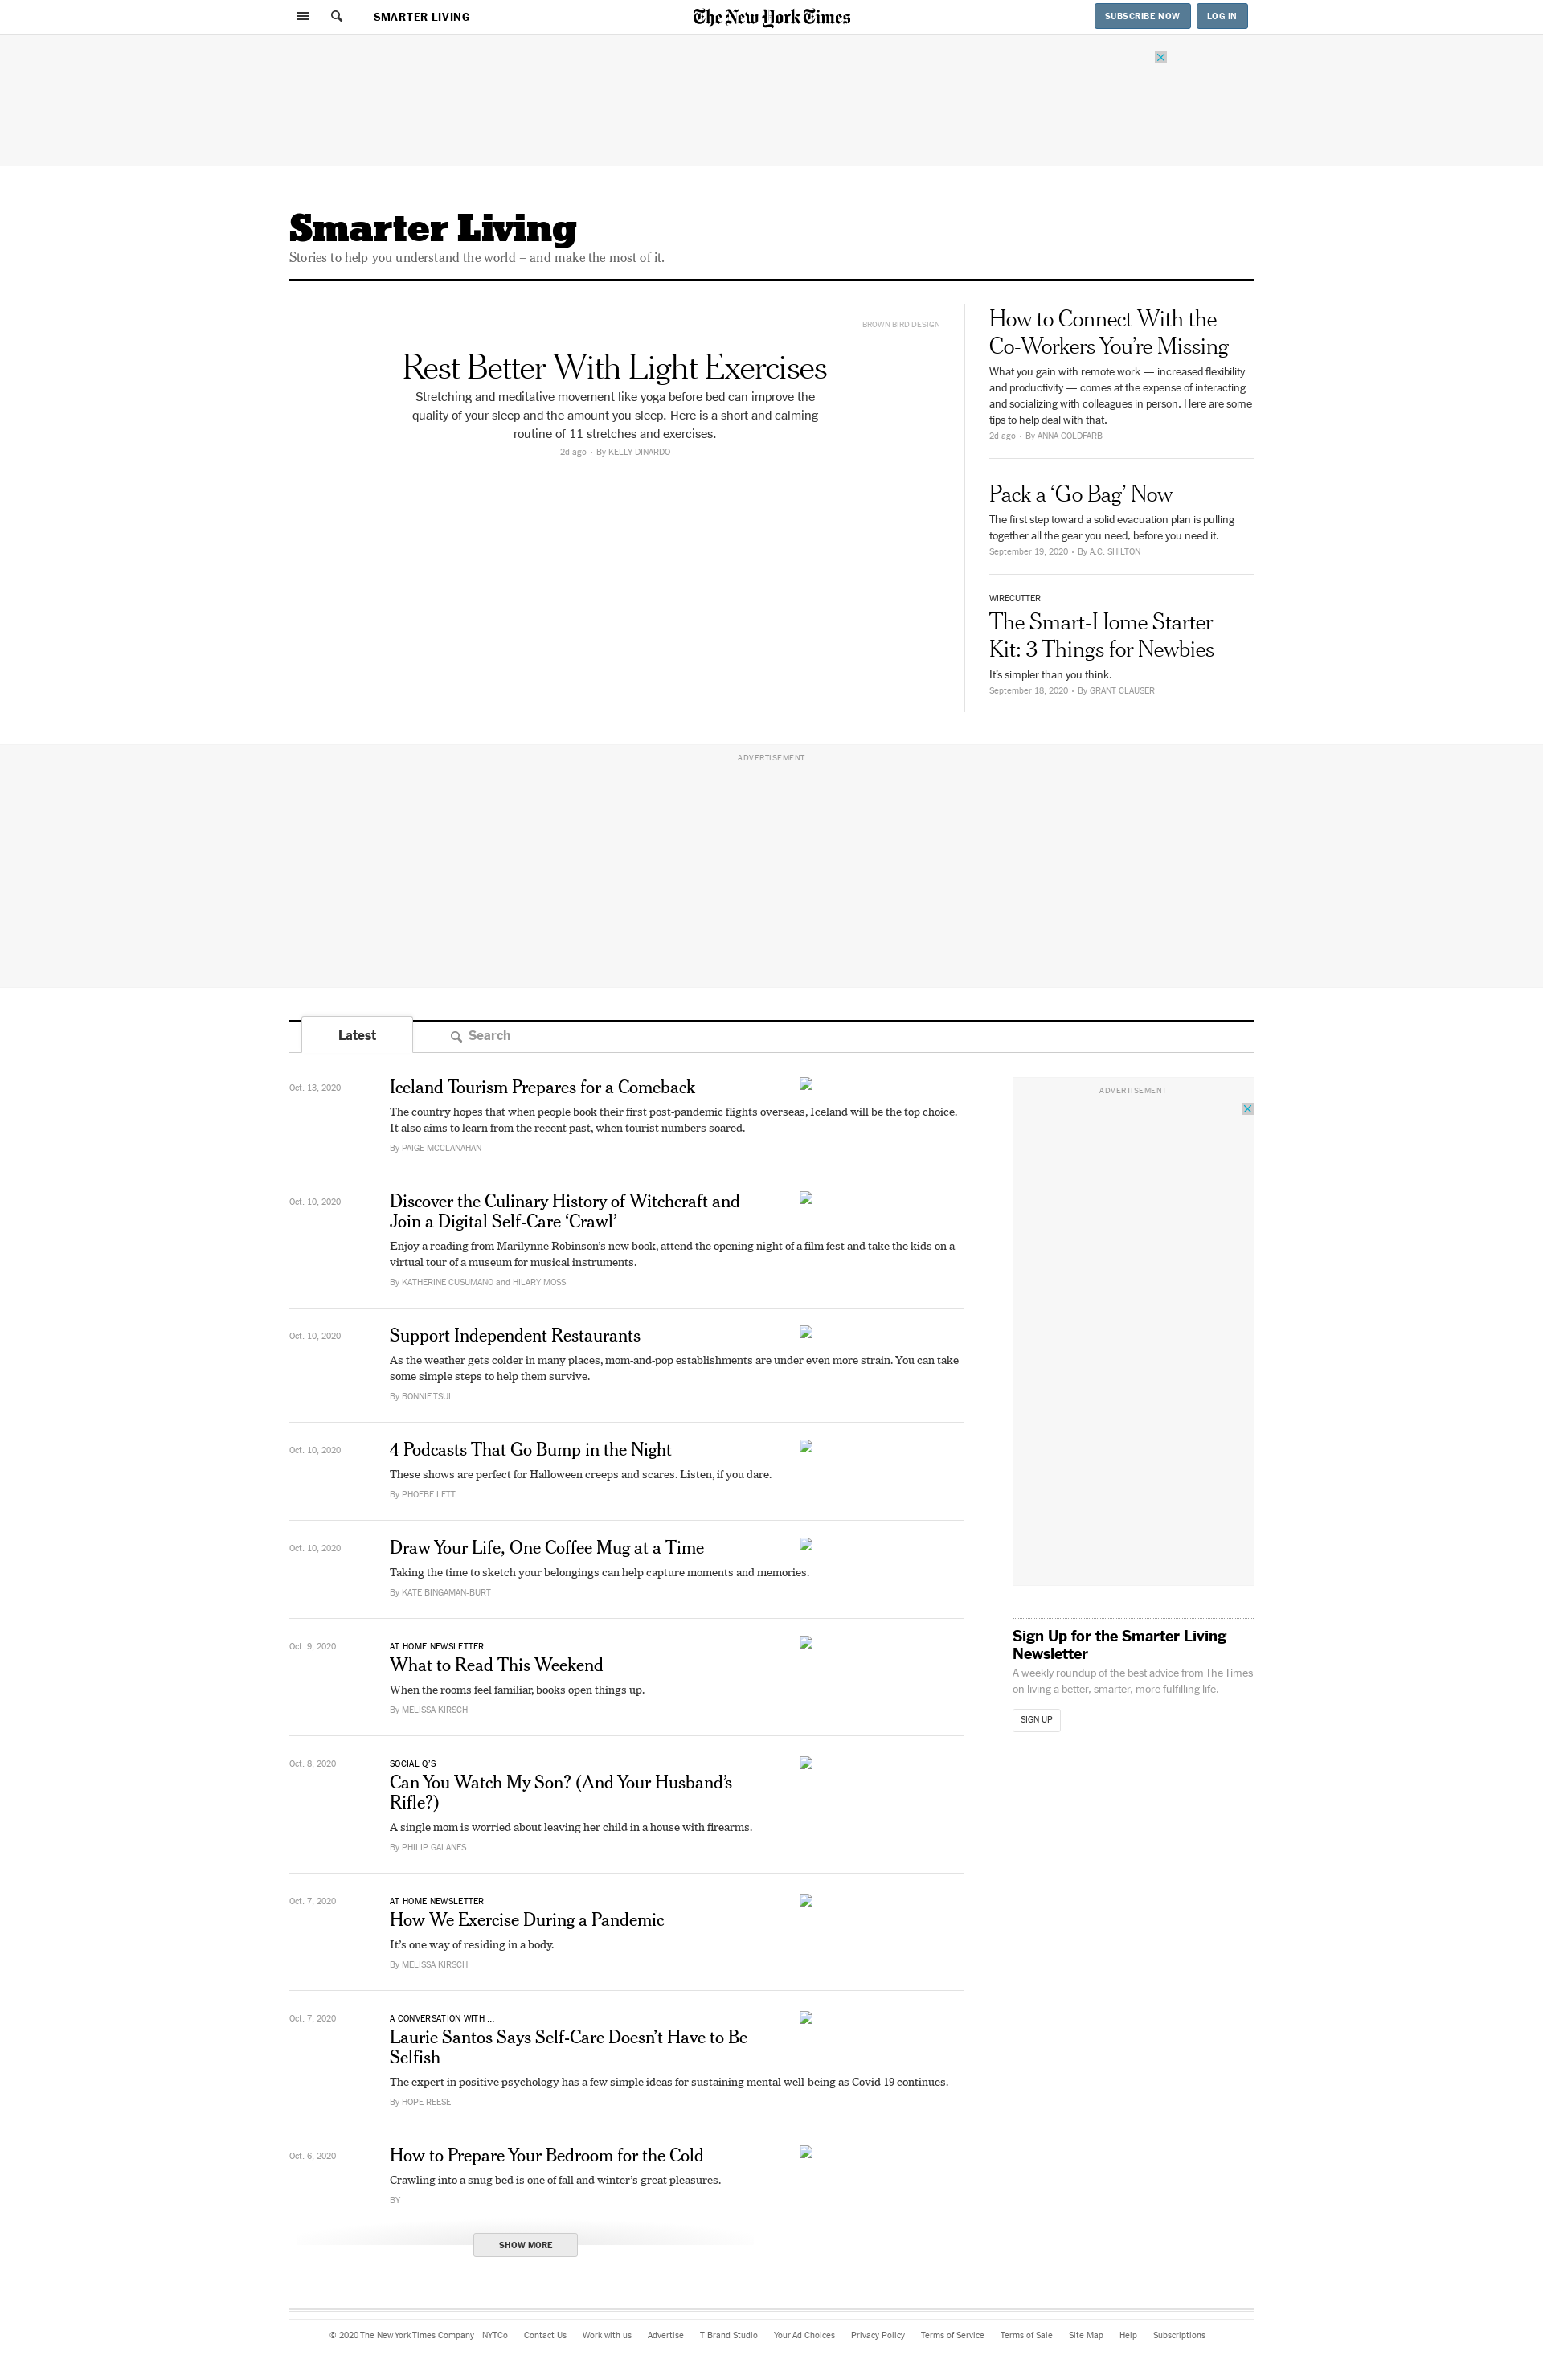 SMARTER LIVING
The New York Times
SUBSCRIBE NOW
LOG IN
Smarter Living
Stories to help you understand the world – and make the most of it.
BROWN BIRD DESIGN
Rest Better With Light Exercises
Stretching and meditative movement like yoga before bed can improve the
quality of your sleep and the amount you sleep. Here is a short and calming
routine of 11 stretches and exercises.
2d ago • By KELLY DINARDO
How to Connect With the
Co-Workers You’re Missing
What you gain with remote work — increased flexibility
and productivity — comes at the expense of interacting
and socializing with colleagues in person. Here are some
tips to help deal with that.
2d ago • By ANNA GOLDFARB
Pack a ‘Go Bag’ Now
The first step toward a solid evacuation plan is pulling
together all the gear you need, before you need it.
September 19, 2020 • By A.C. SHILTON
WIRECUTTER
The Smart-Home Starter
Kit: 3 Things for Newbies
It’s simpler than you think.
September 18, 2020 • By GRANT CLAUSER
ADVERTISEMENT
Latest
Search
Oct. 13, 2020
Iceland Tourism Prepares for a Comeback
The country hopes that when people book their first post-pandemic flights overseas, Iceland will be the top choice.
It also aims to learn from the recent past, when tourist numbers soared.
By PAIGE MCCLANAHAN
Oct. 10, 2020
Discover the Culinary History of Witchcraft and
Join a Digital Self-Care ‘Crawl’
Enjoy a reading from Marilynne Robinson’s new book, attend the opening night of a film fest and take the kids on a
virtual tour of a museum for musical instruments.
By KATHERINE CUSUMANO and HILARY MOSS
Oct. 10, 2020
Support Independent Restaurants
As the weather gets colder in many places, mom-and-pop establishments are under even more strain. You can take
some simple steps to help them survive.
By BONNIE TSUI
Oct. 10, 2020
4 Podcasts That Go Bump in the Night
These shows are perfect for Halloween creeps and scares. Listen, if you dare.
By PHOEBE LETT
Oct. 10, 2020
Draw Your Life, One Coffee Mug at a Time
Taking the time to sketch your belongings can help capture moments and memories.
By KATE BINGAMAN-BURT
Oct. 9, 2020
AT HOME NEWSLETTER
What to Read This Weekend
When the rooms feel familiar, books open things up.
By MELISSA KIRSCH
Oct. 8, 2020
SOCIAL Q’S
Can You Watch My Son? (And Your Husband’s
Rifle?)
A single mom is worried about leaving her child in a house with firearms.
By PHILIP GALANES
Oct. 7, 2020
AT HOME NEWSLETTER
How We Exercise During a Pandemic
It’s one way of residing in a body.
By MELISSA KIRSCH
Oct. 7, 2020
A CONVERSATION WITH ...
Laurie Santos Says Self-Care Doesn’t Have to Be
Selfish
The expert in positive psychology has a few simple ideas for sustaining mental well-being as Covid-19 continues.
By HOPE REESE
Oct. 6, 2020
How to Prepare Your Bedroom for the Cold
Crawling into a snug bed is one of fall and winter’s great pleasures.
BY
SHOW MORE
ADVERTISEMENT
Sign Up for the Smarter Living
Newsletter
A weekly roundup of the best advice from The Times
on living a better, smarter, more fulfilling life.
SIGN UP
© 2020 The New York Times Company NYTCo Contact Us Work with us Advertise T Brand Studio Your Ad Choices Privacy Policy Terms of Service Terms of Sale Site Map Help Subscriptions